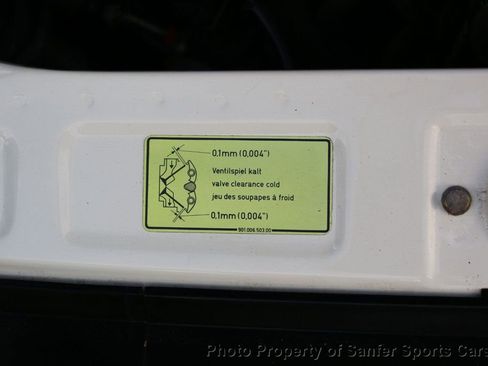 0,1mm (0,004")
Ventilspiel kalt
valve clearance cold
jeu des soupapes à froid
0,1mm (0,004")
901.006.503.00
Photo Property of Sanfer Sports Cars